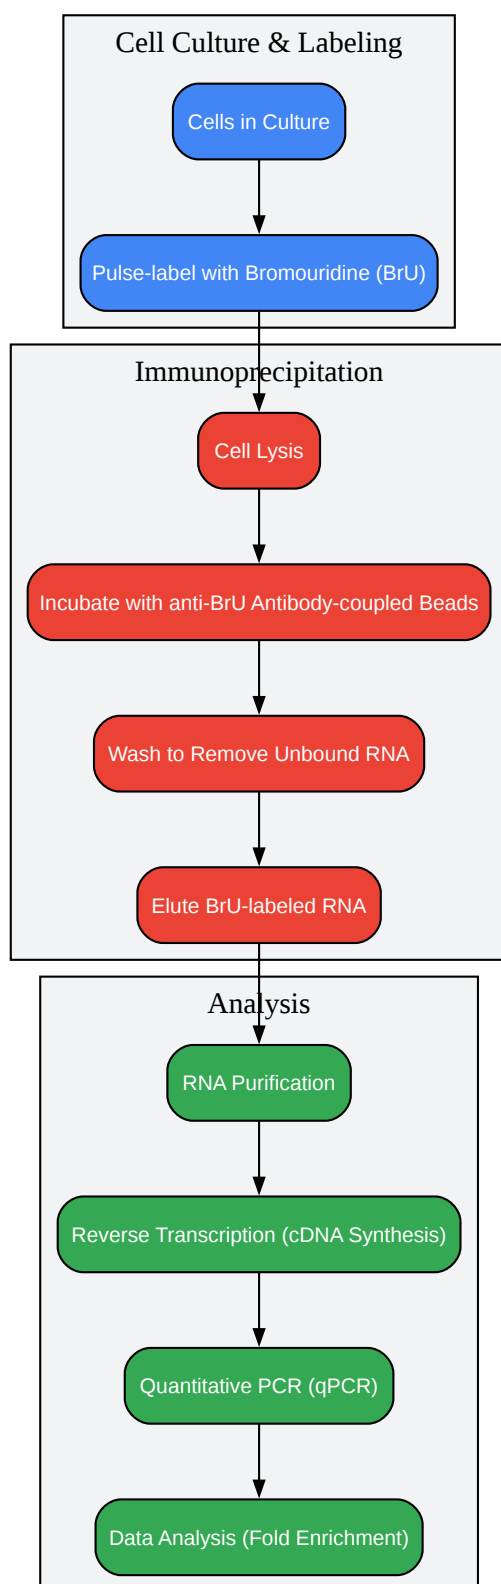 Cell Culture & Labeling
Cells in Culture
Pulse-label with Bromouridine (BrU)
Immunoprecipitation
Cell Lysis
Incubate with anti-BrU Antibody-coupled Beads
Wash to Remove Unbound RNA
Elute BrU-labeled RNA
Analysis
RNA Purification
Reverse Transcription (cDNA Synthesis)
Quantitative PCR (qPCR)
Data Analysis (Fold Enrichment)